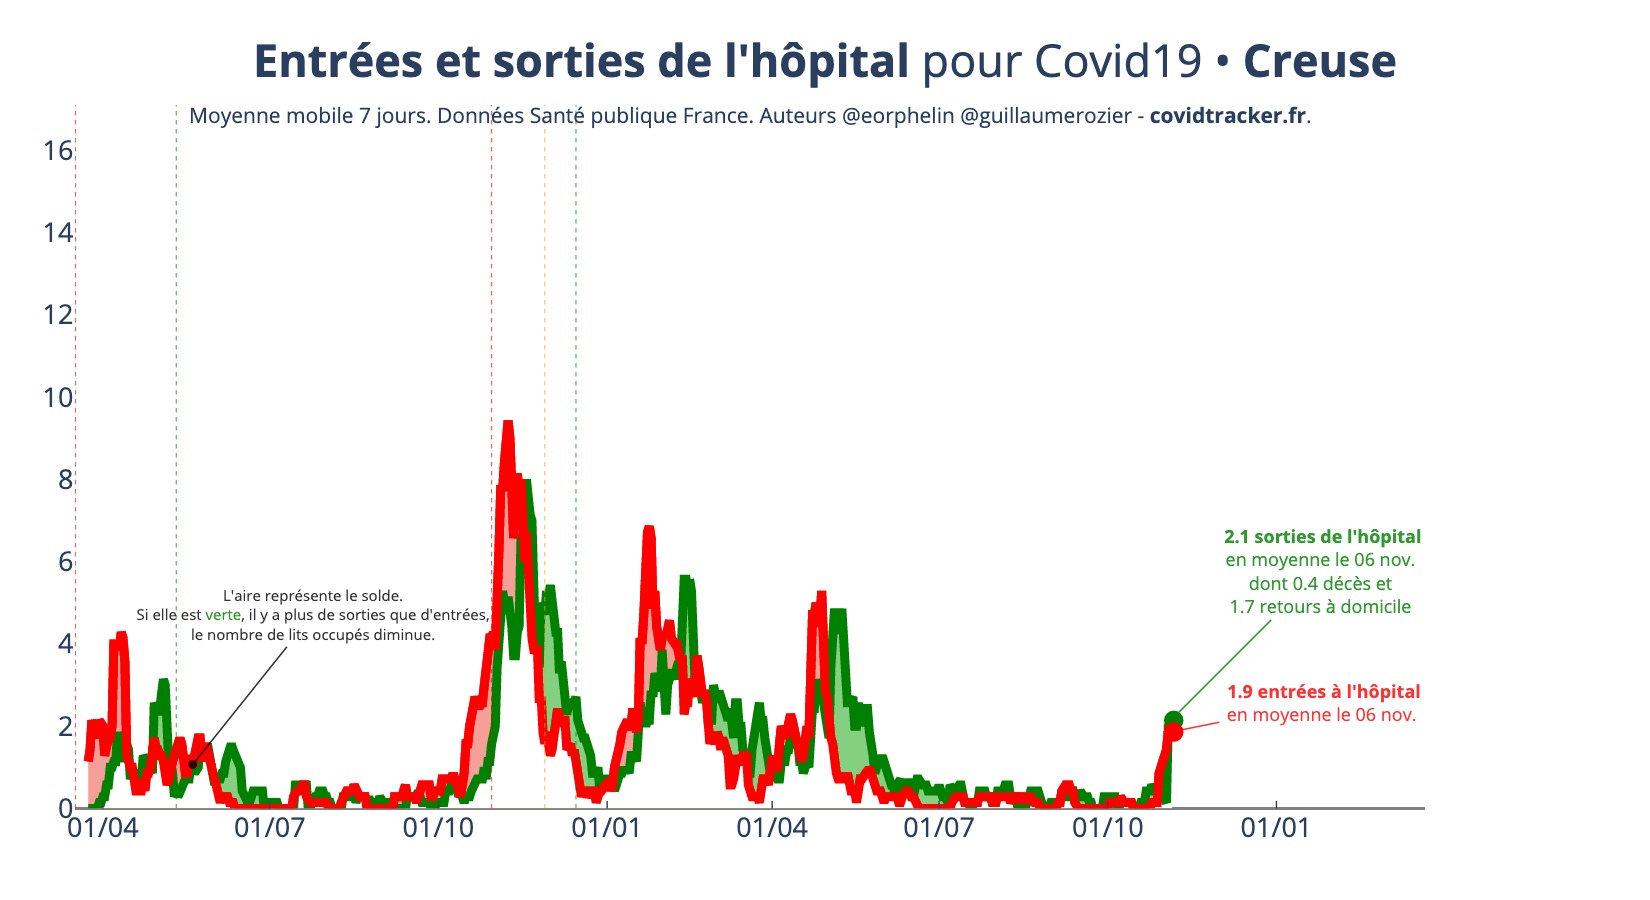 Entrées et sorties de l'hôpital pour Covid19 • Creuse
Moyenne mobile 7 jours. Données Santé publique France. Auteurs @eorphelin @guillaumerozier - covidtracker.fr.
16
14
12
10
8
6
4
2
0
L'aire représente le solde.
Si elle est verte, il y a plus de sorties que d'entrées,
le nombre de lits occupés diminue.
2.1 sorties de l'hôpital
en moyenne le 06 nov.
dont 0.4 décès et
1.7 retours à domicile
1.9 entrées à l'hôpital
en moyenne le 06 nov.
01/04 01/07 01/10 01/01 01/04 01/07 01/10 01/01